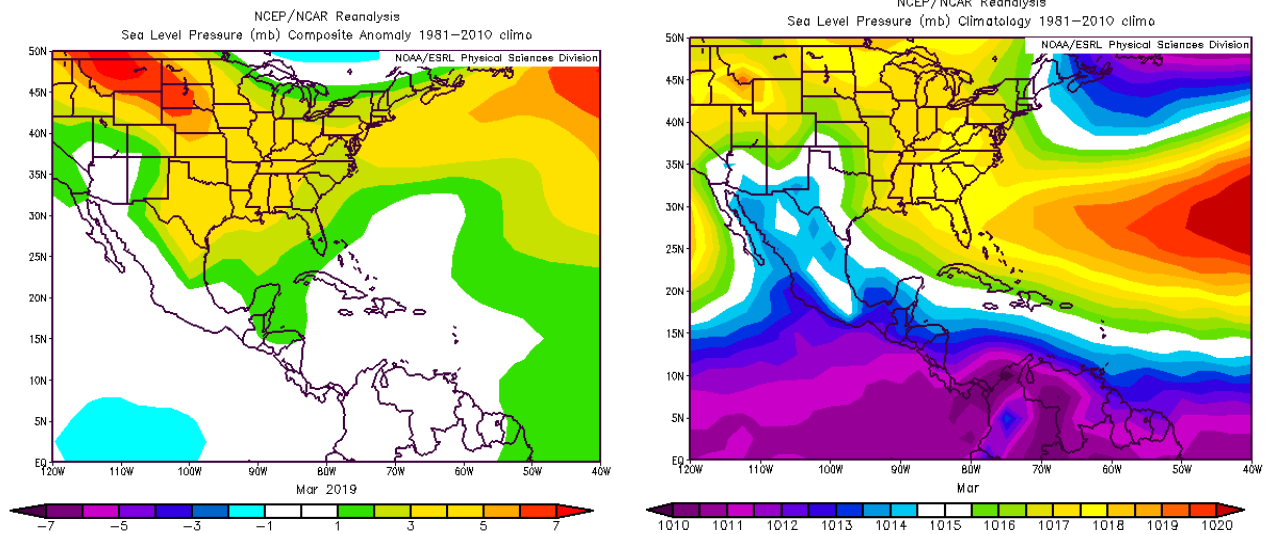 NCEP/NCAR Reanalysis
Sea Level Pressure (mb) Composite Anomaly 1981−2010 climo
NOAA/ESRL Physical Sciences Division
50N
45N
40N
35N
30N
25N
20N
15N
10N
5N
EQ
120W 110W 100W 90W 80W 70W 60W 50W 40W
Mar 2019
−7 −5 −3 −1 1 3 5 7
NCEP/NCAR Reanalysis
Sea Level Pressure (mb) Climatology 1981−2010 climo
NOAA/ESRL Physical Sciences Division
50N
45N
40N
35N
30N
25N
20N
15N
10N
5N
EQ
120W 110W 100W 90W 80W 70W 60W 50W 40W
Mar
1010 1011 1012 1013 1014 1015 1016 1017 1018 1019 1020